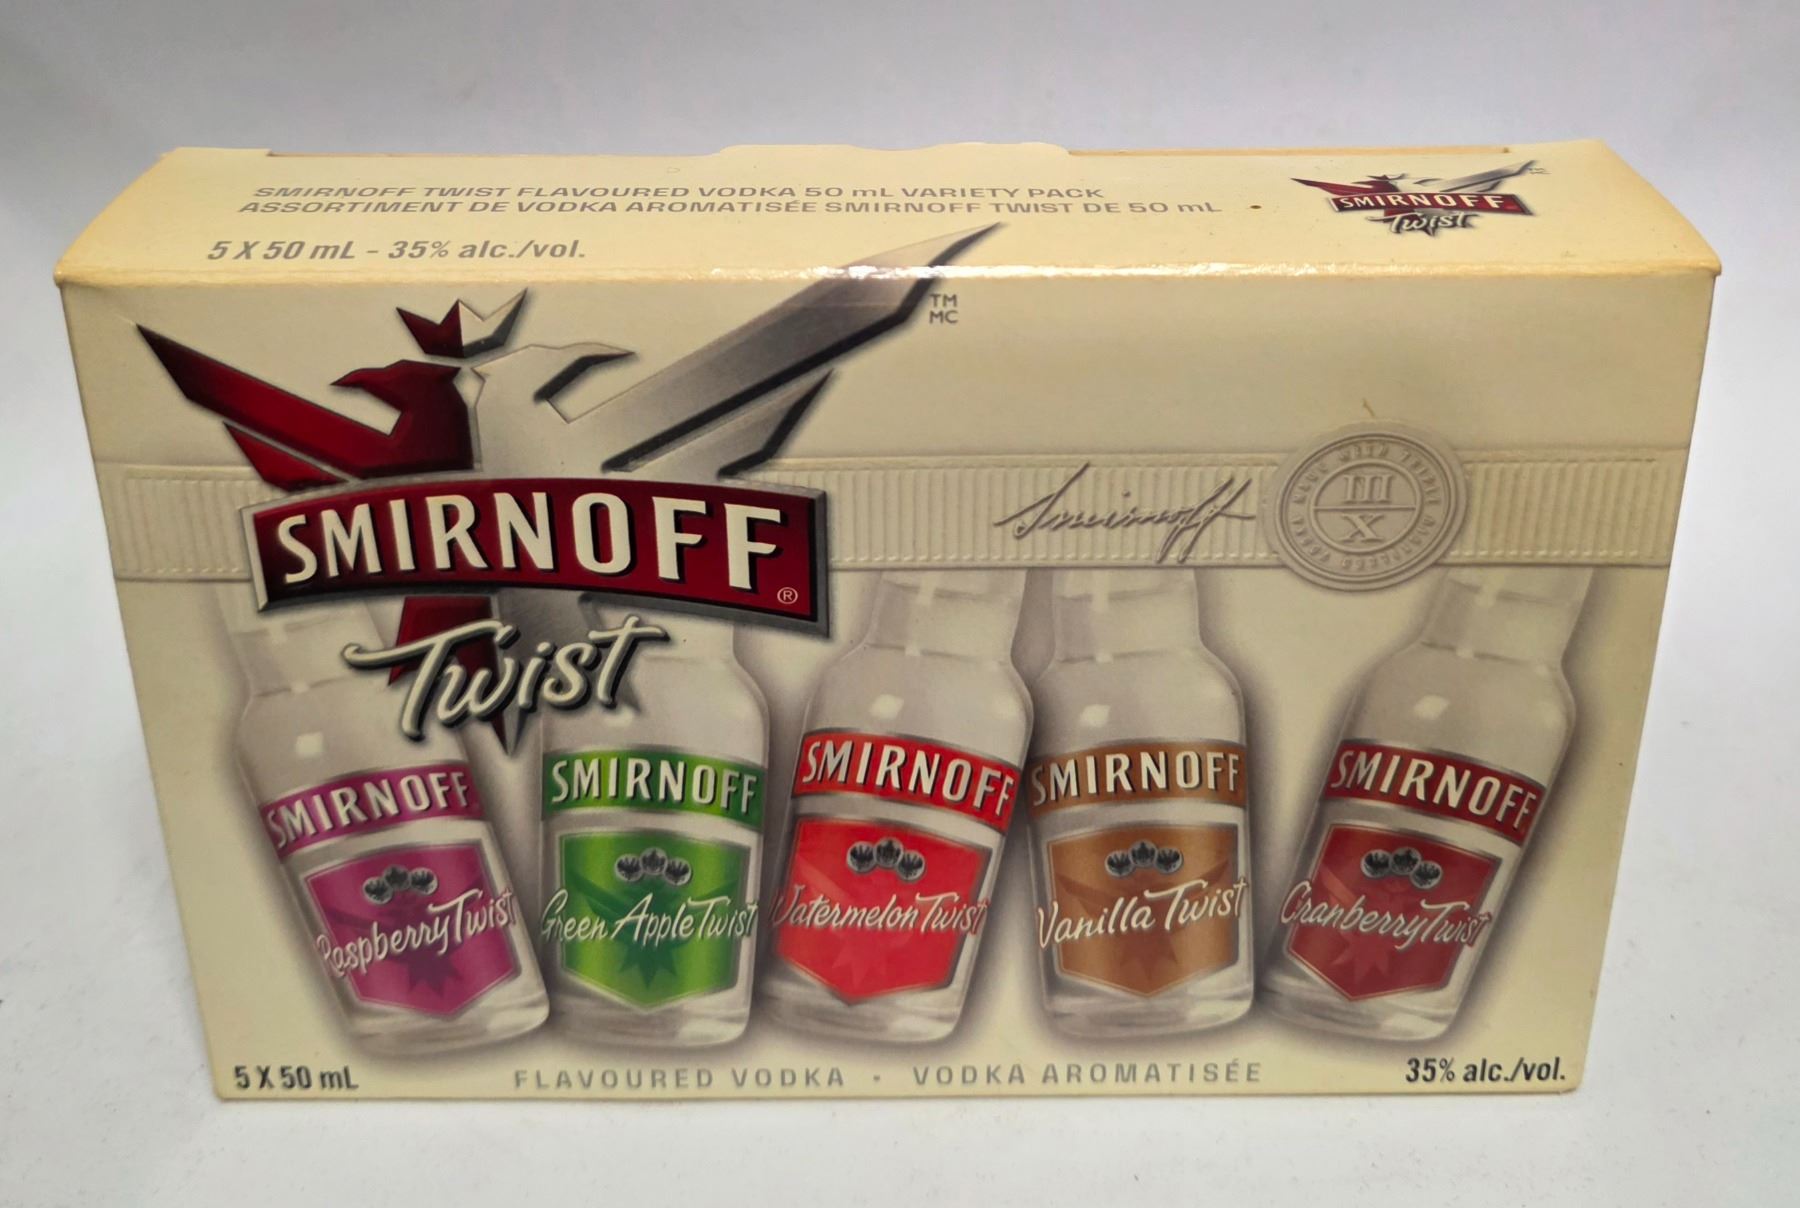 SMIRNOFF TWIST FLAVOURED VODKA 50 mL VARIETY PACK
ASSORTIMENT DE VODKA AROMATISÉE SMIRNOFF TWIST DE 50 mL
5 X 50 mL - 35% alc./vol.
SMIRNOFF
Twist
TM
MC
SMIRNOFF®
Twist
Smirnoff
III
X
SMIRNOFF
Raspberry Twist
SMIRNOFF
Green Apple Twist
SMIRNOFF
Watermelon Twist
SMIRNOFF
Vanilla Twist
SMIRNOFF
Cranberry Twist
5 X 50 mL
FLAVOURED VODKA • VODKA AROMATISÉE
35% alc./vol.